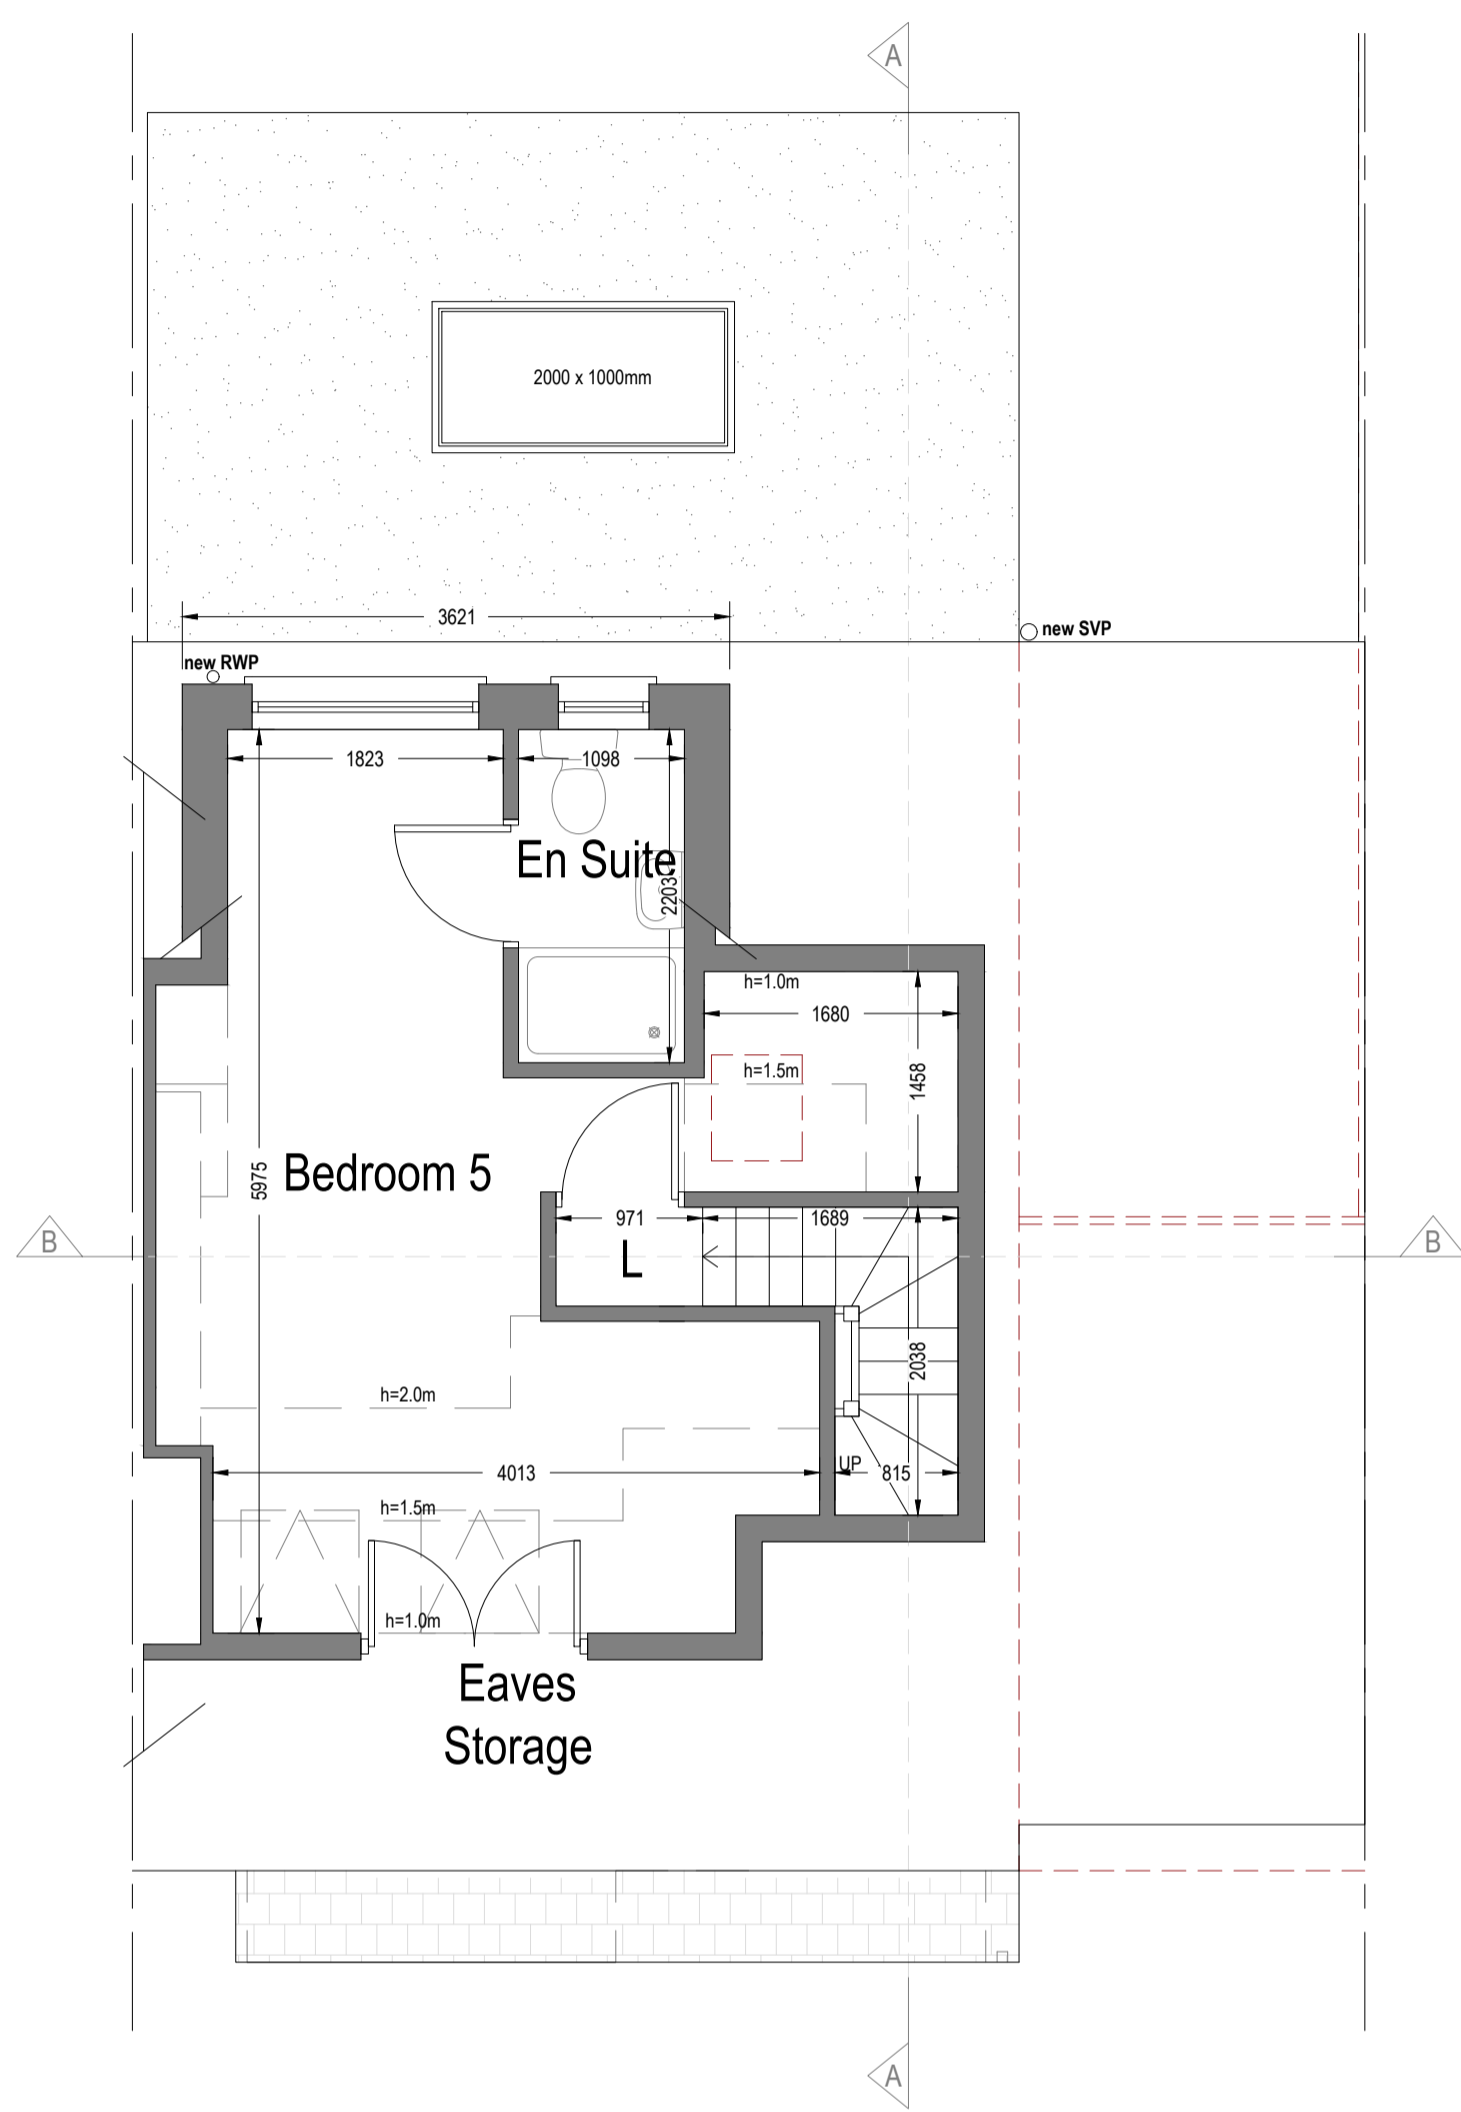 A
2000 x 1000mm
3621
new SVP
new RWP
1823
1098
En Suite
2203
h=1.0m
1680
h=1.5m
1458
Bedroom 5
5975
971
1689
B
L
B
2038
h=2.0m
UP
4013
815
h=1.5m
h=1.0m
Eaves
Storage
A